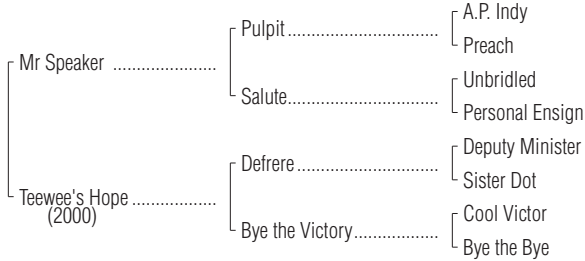 A.P. Indy
Pulpit
Preach
Mr Speaker
Unbridled
Salute
Personal Ensign
Deputy Minister
Defrere
Sister Dot
Teewee's Hope
(2000)
Cool Victor
Bye the Victory
Bye the Bye